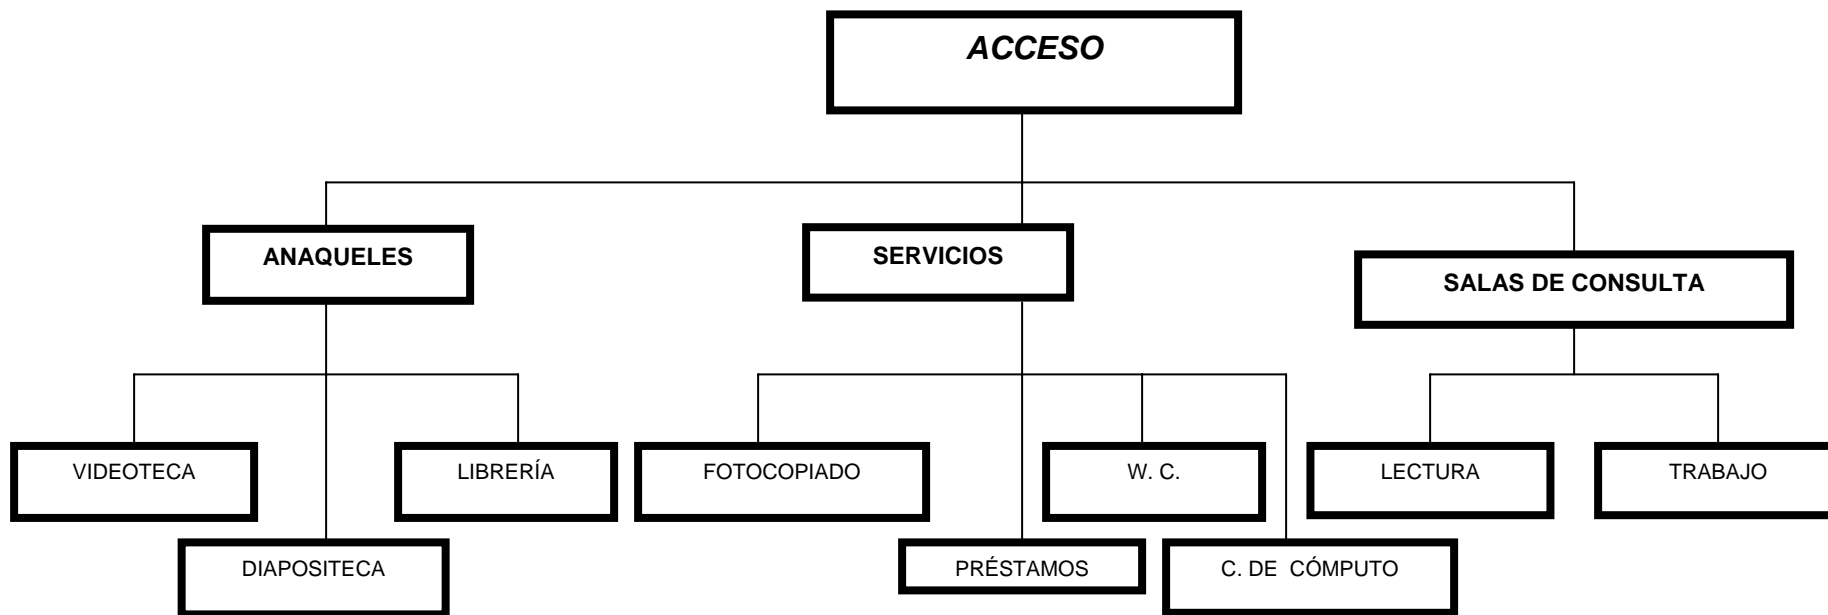 ACCESO
ANAQUELES
SERVICIOS
SALAS DE CONSULTA
VIDEOTECA
LIBRERÍA
FOTOCOPIADO
W. C.
LECTURA
TRABAJO
DIAPOSITECA
PRÉSTAMOS
C. DE  CÓMPUTO